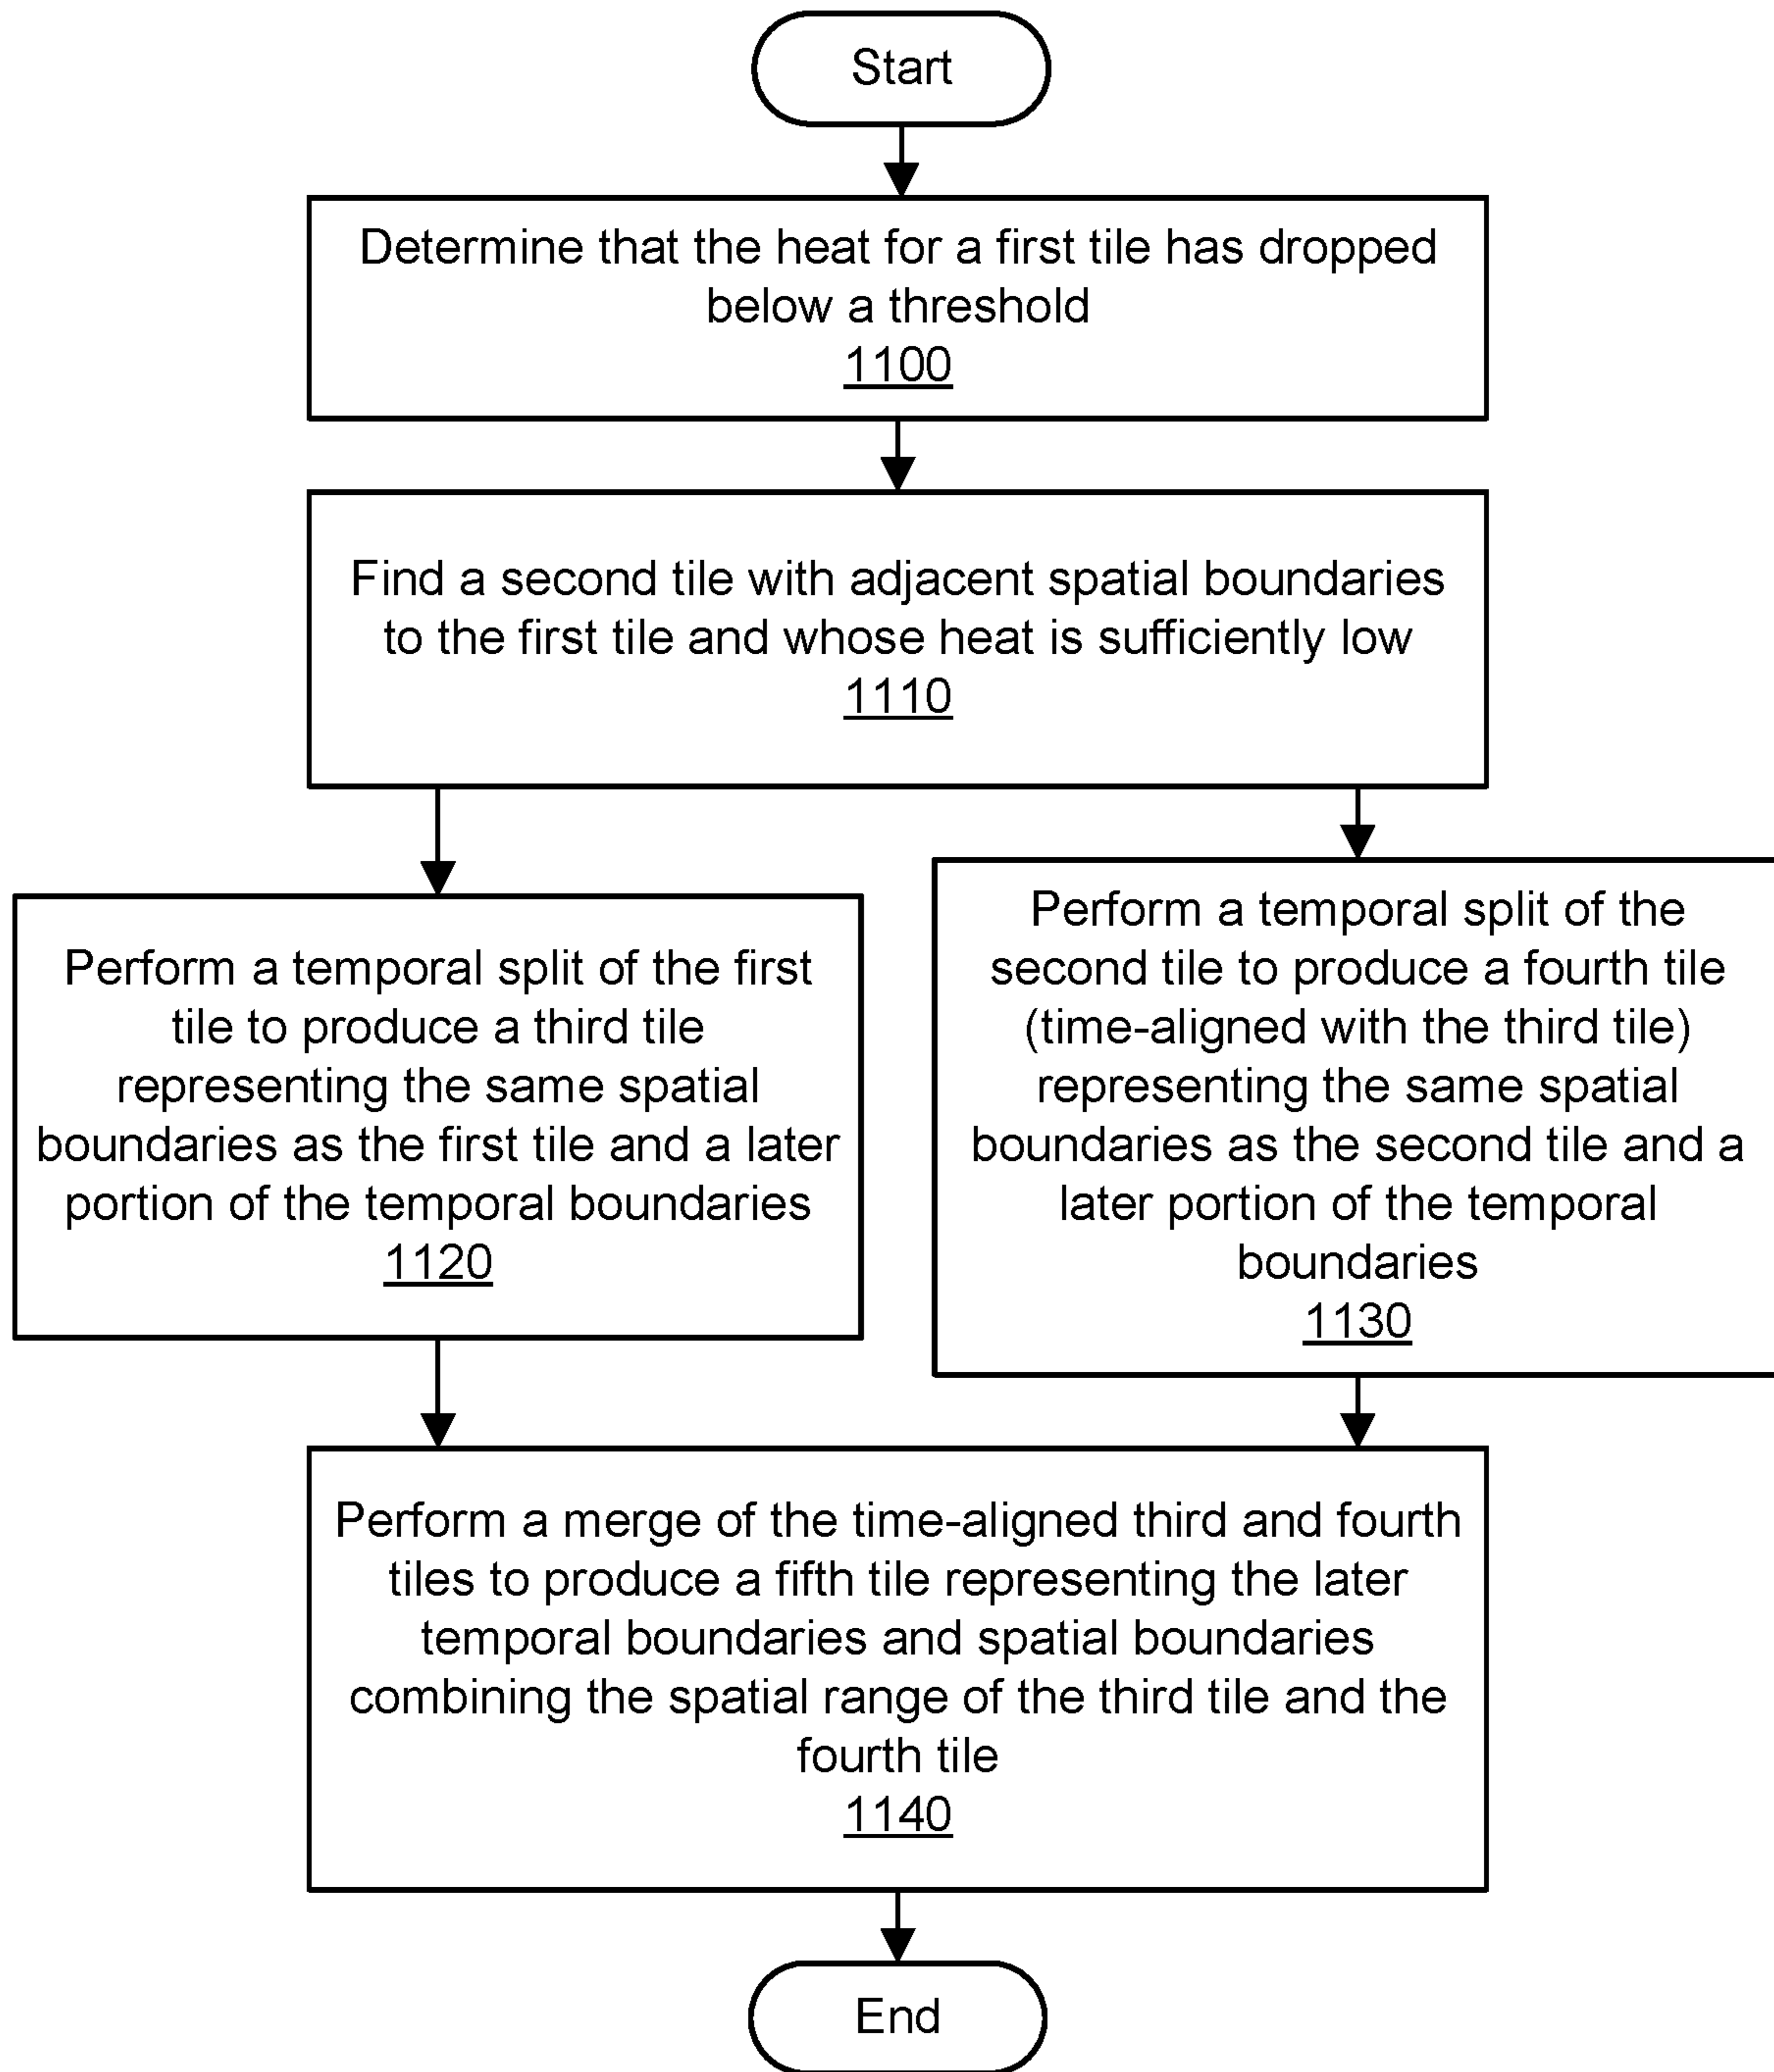 Start
Determine that the heat for a first tile has dropped
below a threshold
1100
Find a second tile with adjacent spatial boundaries
to the first tile and whose heat is sufficiently low
1110
Perform a temporal split of the first
tile to produce a third tile
representing the same spatial
boundaries as the first tile and a later
portion of the temporal boundaries
1120
Perform a temporal split of the
second tile to produce a fourth tile
(time-aligned with the third tile)
representing the same spatial
boundaries as the second tile and a
later portion of the temporal
boundaries
1130
Perform a merge of the time-aligned third and fourth
tiles to produce a fifth tile representing the later
temporal boundaries and spatial boundaries
combining the spatial range of the third tile and the
fourth tile
1140
End